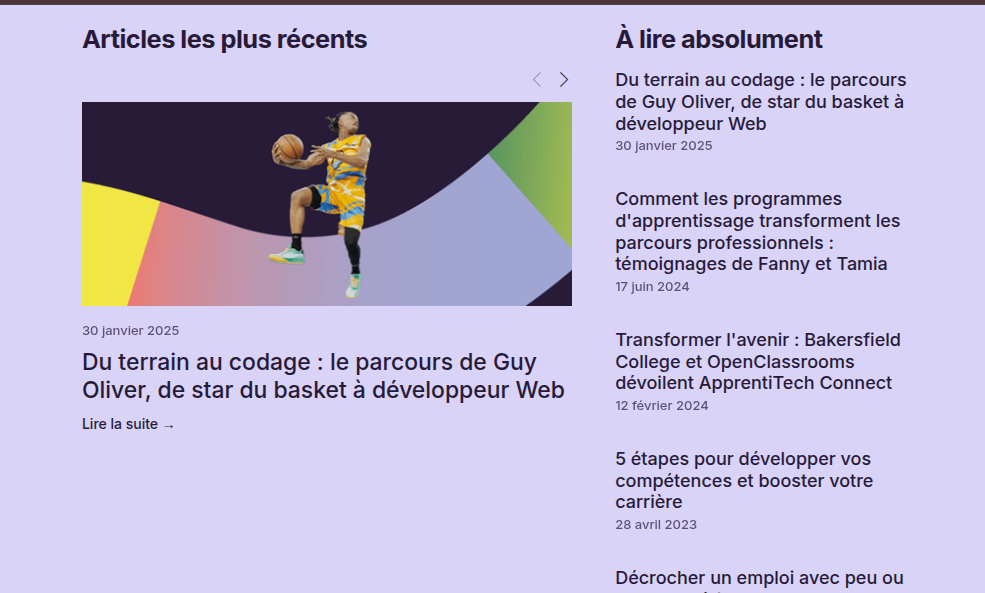 Articles les plus récents
30 janvier 2025
Du terrain au codage : le parcours de Guy
Oliver, de star du basket à développeur Web
Lire la suite →
À lire absolument
Du terrain au codage : le parcours
de Guy Oliver, de star du basket à
développeur Web
30 janvier 2025
Comment les programmes
d'apprentissage transforment les
parcours professionnels :
témoignages de Fanny et Tamia
17 juin 2024
Transformer l'avenir : Bakersfield
College et OpenClassrooms
dévoilent ApprentiTech Connect
12 février 2024
5 étapes pour développer vos
compétences et booster votre
carrière
28 avril 2023
Décrocher un emploi avec peu ou